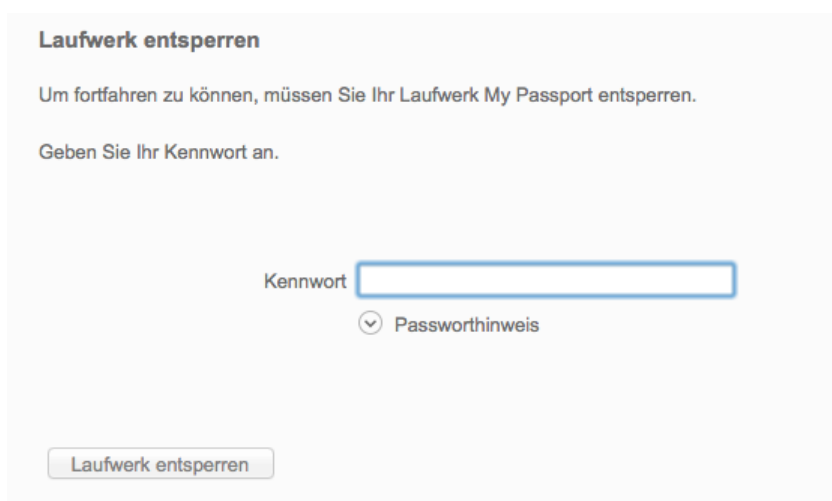 Laufwerk entsperren
Um fortfahren zu können, müssen Sie Ihr Laufwerk My Passport entsperren.
Geben Sie Ihr Kennwort an.
Kennwort
Passworthinweis
Laufwerk entsperren